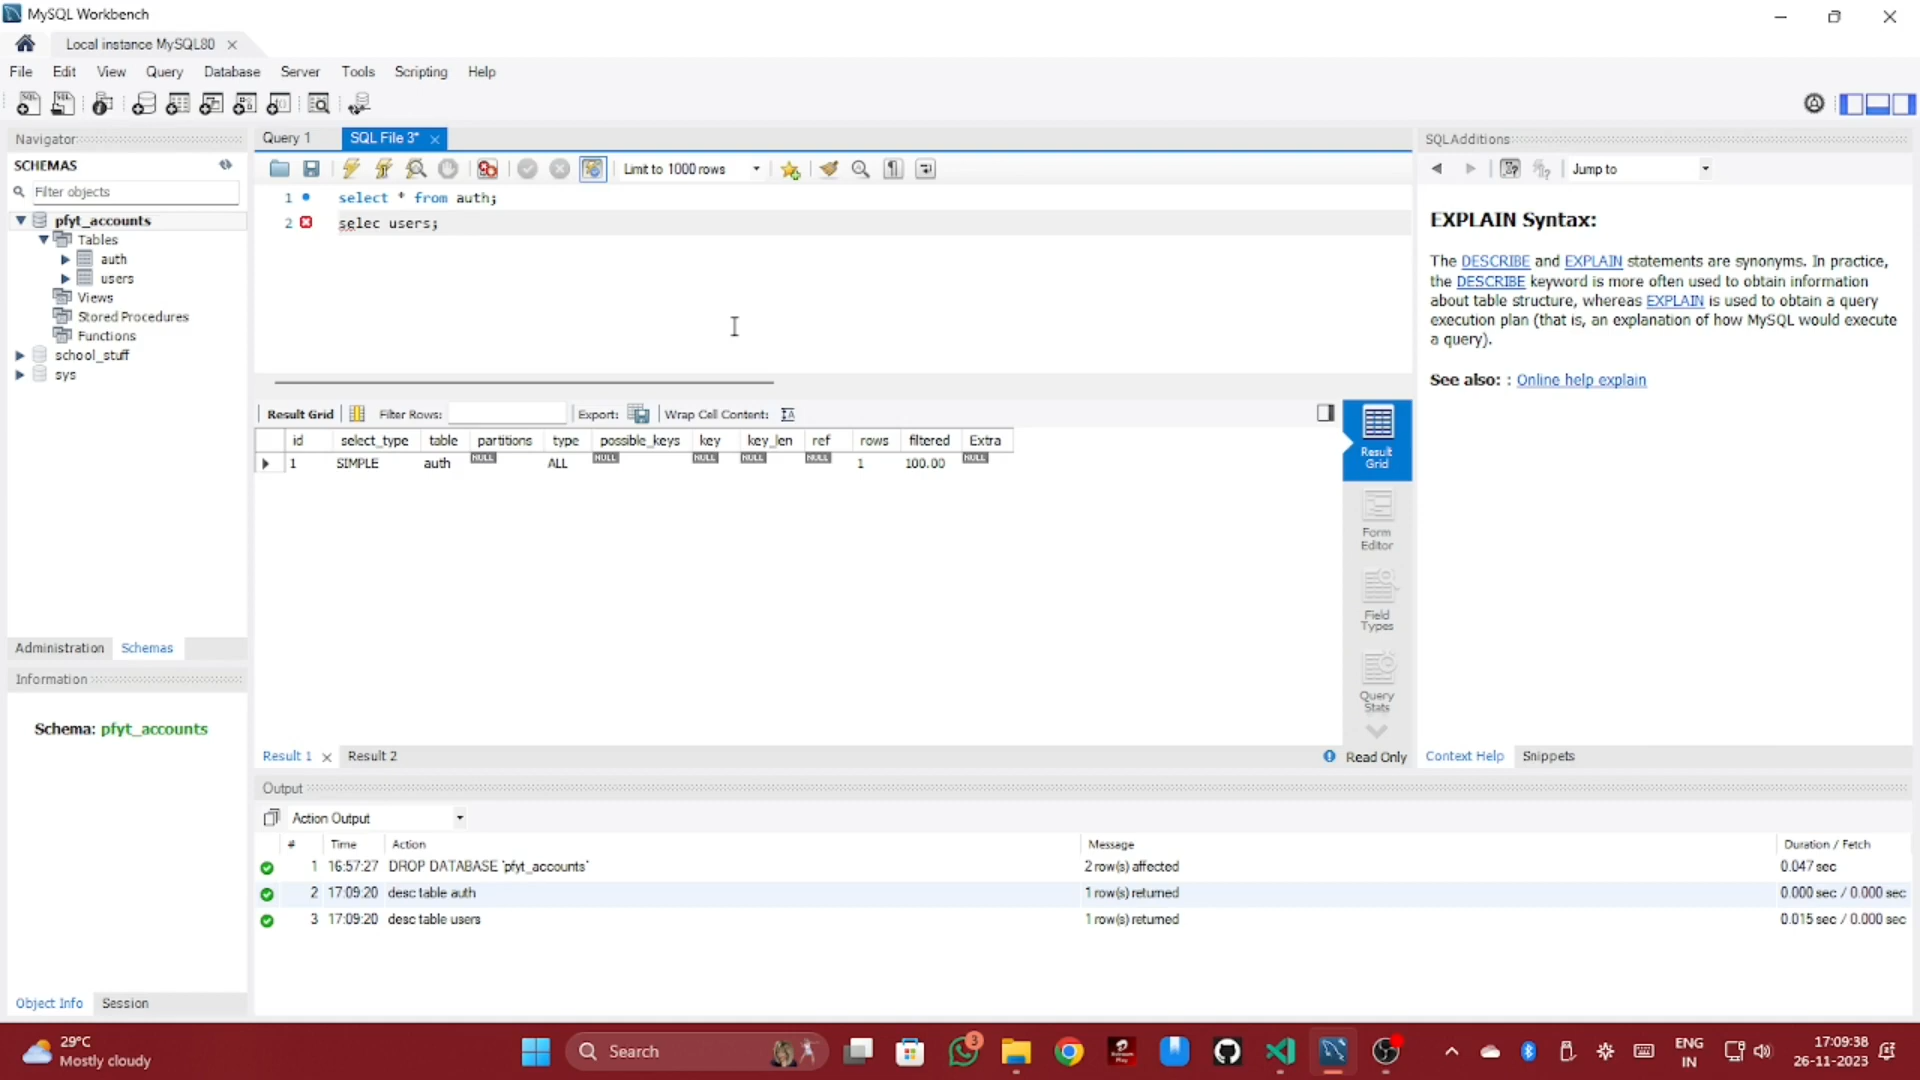 MySQL Workbench
Local instance MySQL80
File Edit View Query Database Server Tools Scripting Help
Navigator
SCHEMAS
Filter objects
pfyt_accounts
Tables
auth
users
Views
Stored Procedures
Functions
school_stuff
sys
Administration Schemas
Information
Schema: pfyt_accounts
Object Info Session
Query 1 SQL File 3*
Limit to 1000 rows
1 select * from auth;
2 selec users;
Result Grid Filter Rows: Export: Wrap Cell Content:
id select_type table partitions type possible_keys key key_len ref rows filtered Extra
1 SIMPLE auth NULL ALL NULL NULL NULL NULL 1 100.00 NULL
Result Grid
Form Editor
Field Types
Query Stats
Result 1 Result 2 Read Only
SQLAdditions
Jump to
EXPLAIN Syntax:
The DESCRIBE and EXPLAIN statements are synonyms. In practice,
the DESCRIBE keyword is more often used to obtain information
about table structure, whereas EXPLAIN is used to obtain a query
execution plan (that is, an explanation of how MySQL would execute
a query).
See also: : Online help explain
Context Help Snippets
Output
Action Output
# Time Action Message Duration / Fetch
1 16:57:27 DROP DATABASE `pfyt_accounts` 2 row(s) affected 0.047 sec
2 17:09:20 desc table auth 1 row(s) returned 0.000 sec / 0.000 sec
3 17:09:20 desc table users 1 row(s) returned 0.015 sec / 0.000 sec
29°C
Mostly cloudy
Search
3
ENG
IN
17:09:38
26-11-2023